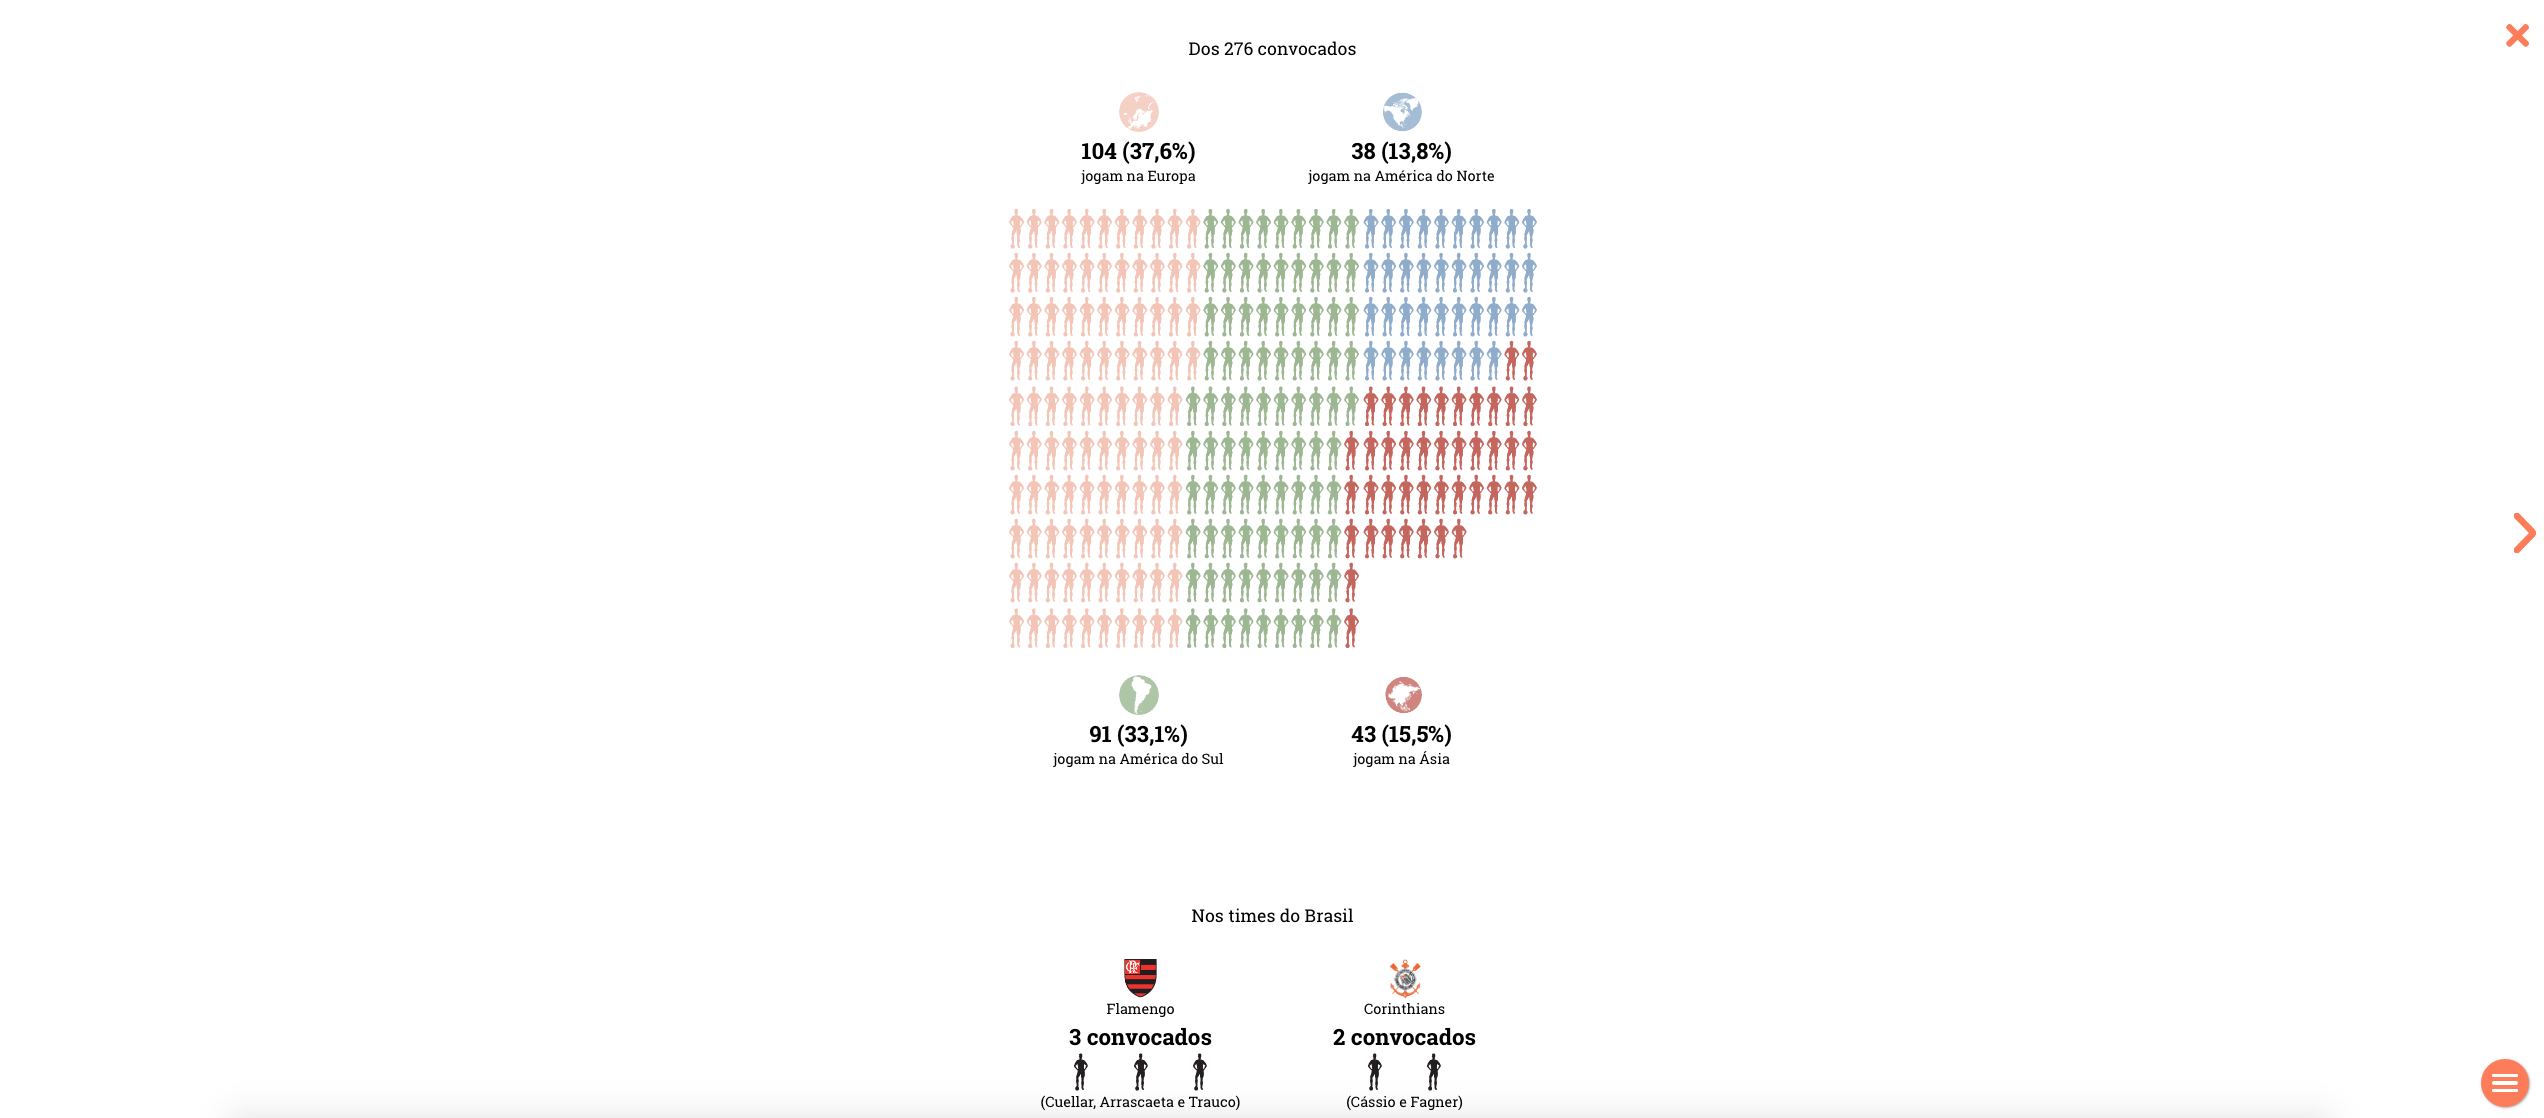 Dos 276 convocados
104 (37,6%)
jogam na Europa
38 (13,8%)
jogam na América do Norte
91 (33,1%)
jogam na América do Sul
43 (15,5%)
jogam na Ásia
Nos times do Brasil
Flamengo
3 convocados
(Cuellar, Arrascaeta e Trauco)
Corinthians
2 convocados
(Cássio e Fagner)